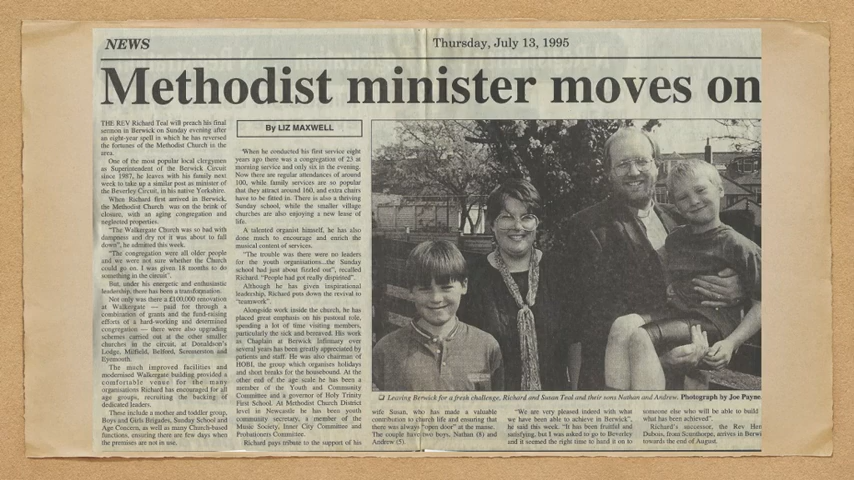 NEWS
Thursday, July 13, 1995
Methodist minister moves on
THE REV Richard Teal will preach his final
sermon in Berwick on Sunday evening after
an eight-year spell in which he has reversed
the fortunes of the Methodist Church in the
area.
One of the most popular local clergymen
as Superintendent of the Berwick Circuit
since 1987, he leaves with his family next
week to take up a similar post as minister of
the Beverley Circuit, in his native Yorkshire.
When Richard first arrived in Berwick,
the Methodist Church was on the brink of
closure, with an aging congregation and
neglected properties.
"The Walkergate Church was so bad with
dampness and dry rot it was about to fall
down", he admitted this week.
"The congregation were all older people
and we were not sure whether the Church
could go on. I was given 18 months to do
something in the circuit".
But, under his energetic and enthusiastic
leadership, there has been a transformation.
Not only was there a £100,000 renovation
at Walkergate — paid for through a
combination of grants and the fund-raising
efforts of a hard-working and determined
congregation — there were also upgrading
schemes carried out at the other smaller
churches in the circuit, at Donaldson's
Lodge, Milfield, Belford, Scremerston and
Eyemouth.
The much improved facilities and
modernised Walkergate building provided a
comfortable venue for the many
organisations Richard has encouraged for all
age groups, recruiting the backing of
dedicated leaders.
These include a mother and toddler group,
Boys and Girls Brigades, Sunday School and
Age Concern, as well as many Church-based
functions, ensuring there are few days when
the premises are not in use.
By LIZ MAXWELL
When he conducted his first service eight
years ago there was a congregation of 23 at
morning service and only six in the evening.
Now there are regular attendances of around
100, while family services are so popular
that they attract around 160, and extra chairs
have to be fitted in. There is also a thriving
Sunday school, while the smaller village
churches are also enjoying a new lease of
life.
A talented organist himself, he has also
done much to encourage and enrich the
musical content of services.
"The trouble was there were no leaders
for the youth organisations...the Sunday
school had just about fizzled out", recalled
Richard. "People had got really dispirited".
Although he has given inspirational
leadership, Richard puts down the revival to
"teamwork".
Alongside work inside the church, he has
placed great emphasis on his pastoral role,
spending a lot of time visiting members,
particularly the sick and bereaved. His work
as Chaplain at Berwick Infirmary over
several years has been greatly appreciated by
patients and staff. He was also chairman of
HOBI, the group which organises holidays
and short breaks for the housebound. At the
other end of the age scale he has been a
member of the Youth and Community
Committee and a governor of Holy Trinity
First School. At Methodist Church District
level in Newcastle he has been youth
community secretary, a member of the
Music Society, Inner City Committee and
Probationers Committee.
Richard pays tribute to the support of his
❑ Leaving Berwick for a fresh challenge, Richard and Susan Teal and their sons Nathan and Andrew. Photograph by Joe Payne
wife Susan, who has made a valuable
contribution to church life and ensuring that
there was always "open door" at the manse.
The couple have two boys, Nathan (8) and
Andrew (5).
"We are very pleased indeed with what
we have been able to achieve in Berwick",
he said this week. "It has been fruitful and
satisfying, but I was asked to go to Beverley
and it seemed the right time to hand it on to
someone else who will be able to build
what has been achieved".
Richard's successor, the Rev
Dubois, from Scunthorpe, arrives in
towards the end of August.